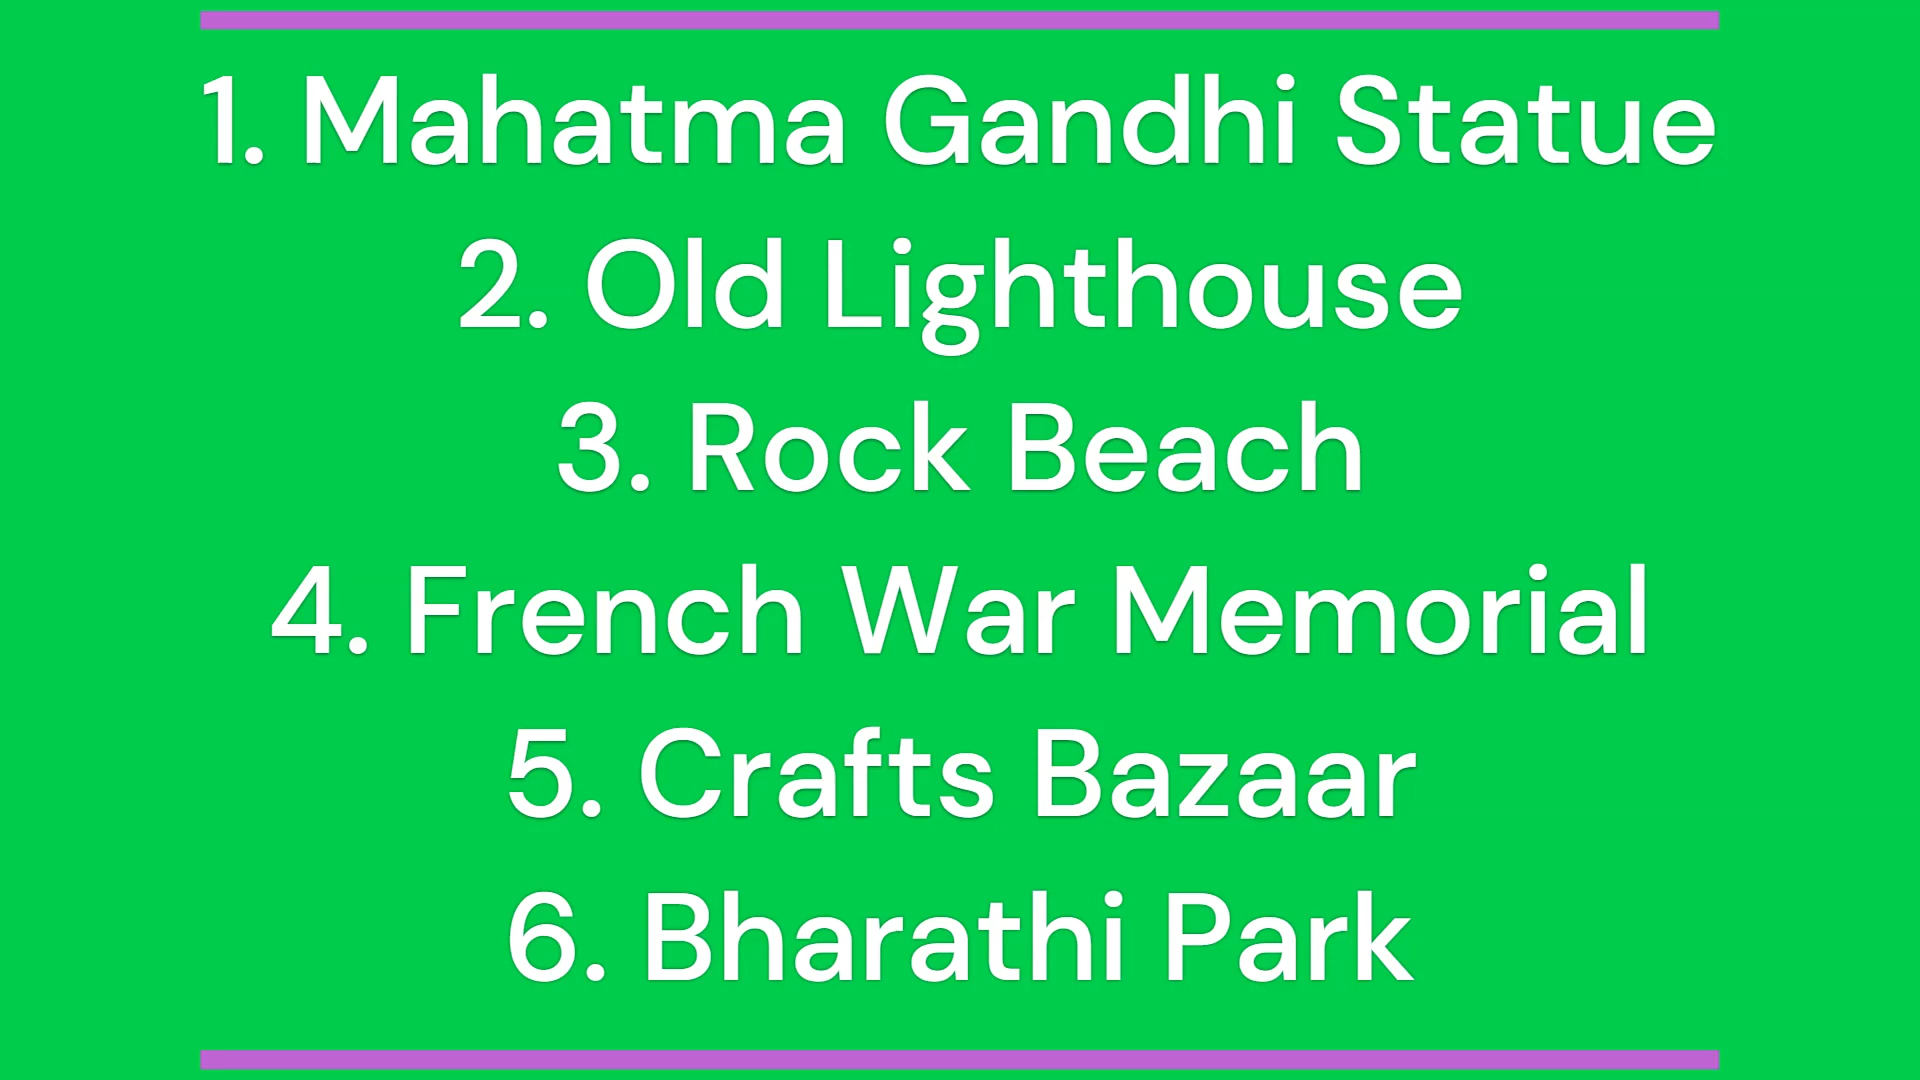 1. Mahatma Gandhi Statue
2. Old Lighthouse
3. Rock Beach
4. French War Memorial
5. Crafts Bazaar
6. Bharathi Park